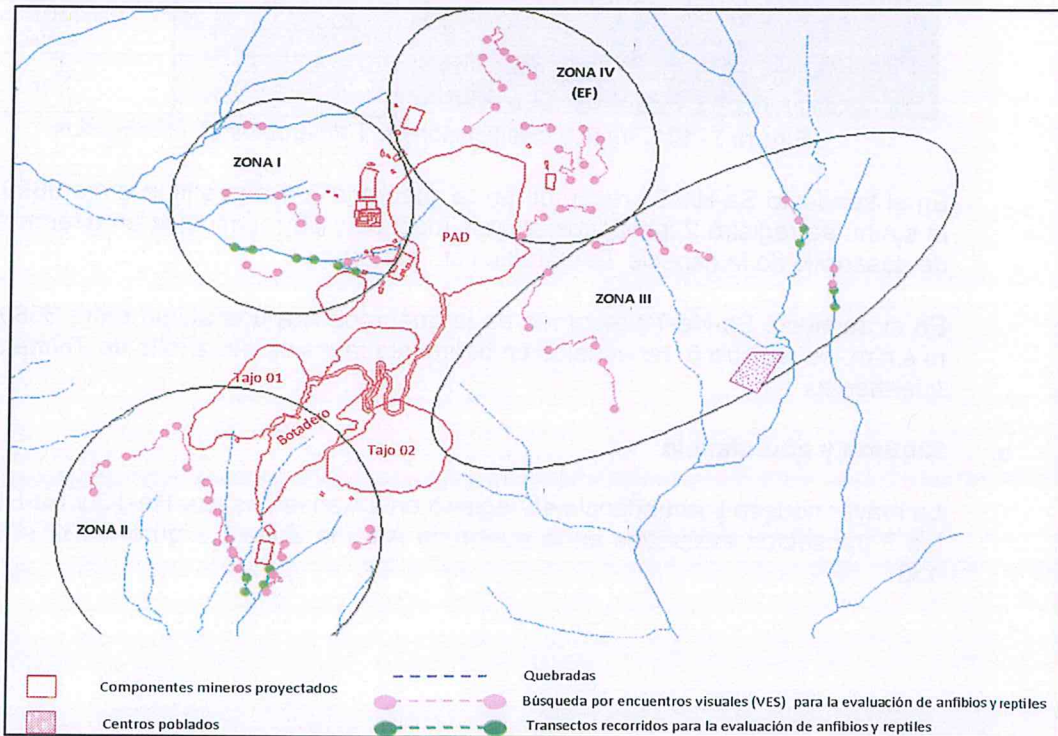 ZONA IV
(EF)
ZONA I
PAD
ZONA III
Tajo 01
Botadero
Tajo 02
ZONA II
Componentes mineros proyectados
Centros poblados
Quebradas
Búsqueda por encuentros visuales (VES) para la evaluación de anfibios y reptiles
Transectos recorridos para la evaluación de anfibios y reptiles